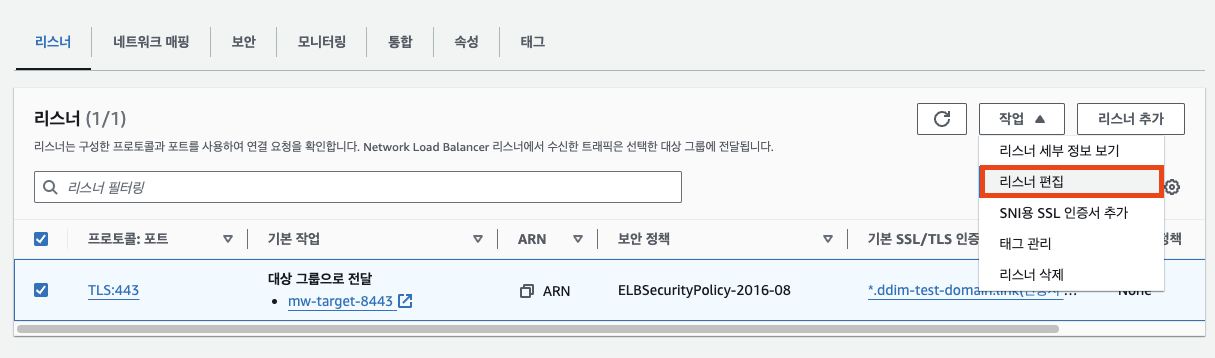 리스너 네트워크 매핑 보안 모니터링 통합 속성 태그
리스너 (1/1)
작업 리스너 추가
리스너는 구성한 프로토콜과 포트를 사용하여 연결 요청을 확인합니다. Network Load Balancer 리스너에서 수신한 트래픽은 선택한 대상 그룹에 전달됩니다.
리스너 세부 정보 보기
리스너 편집
SNI용 SSL 인증서 추가
태그 관리
리스너 삭제
리스너 필터링
프로토콜: 포트 기본 작업 ARN 보안 정책 기본 SSL/TLS 인증
대상 그룹으로 전달
TLS:443 mw-target-8443 ARN ELBSecurityPolicy-2016-08 *.ddim-test-domain.link(인증서 ... None